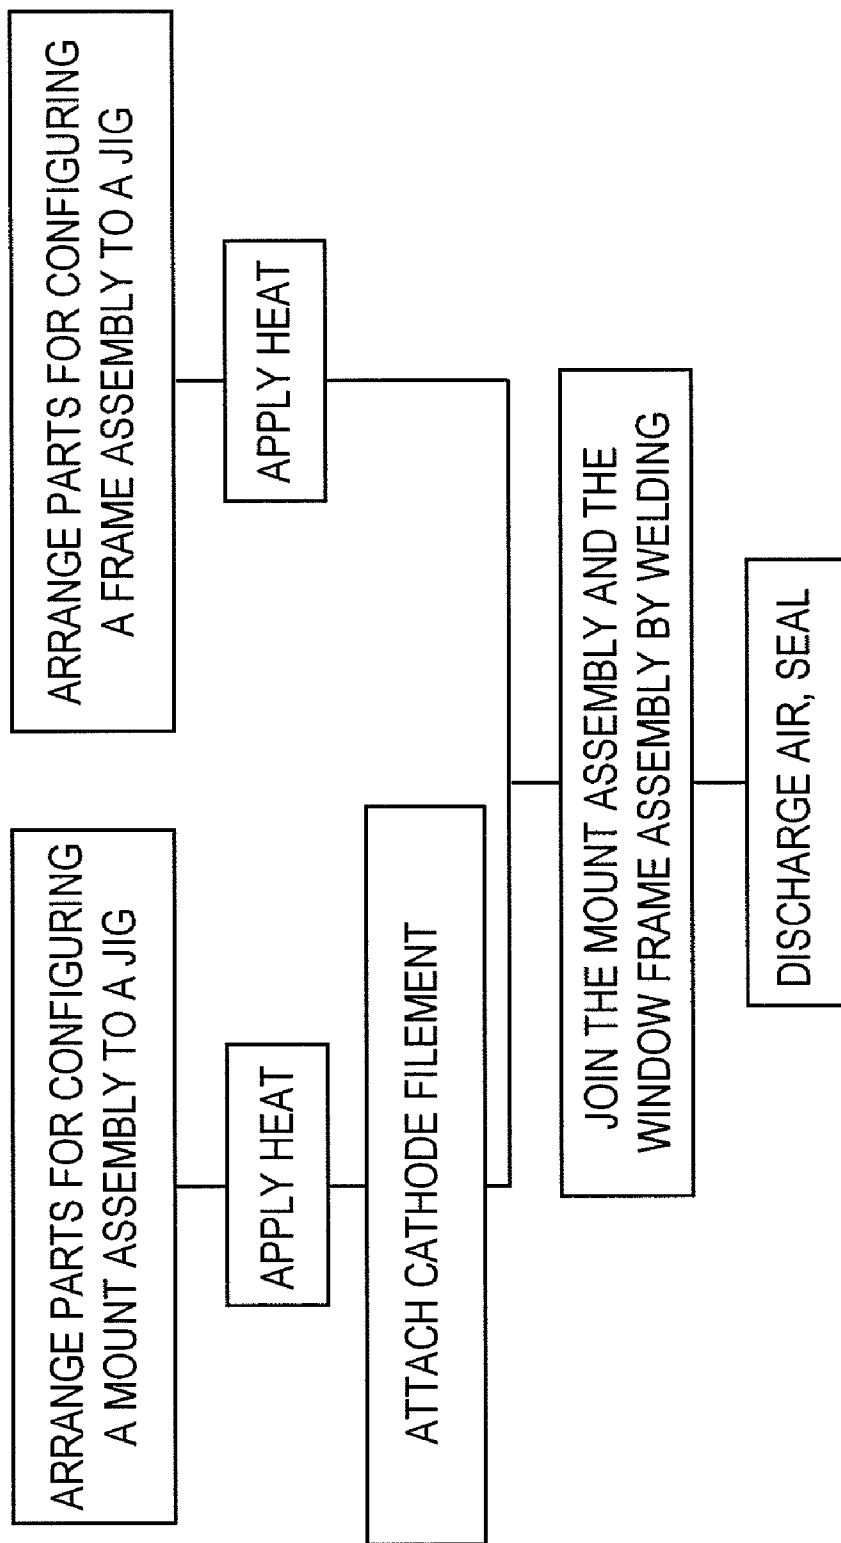 ARRANGE PARTS FOR CONFIGURING
A MOUNT ASSEMBLY TO A JIG
APPLY HEAT
ATTACH CATHODE FILEMENT
ARRANGE PARTS FOR CONFIGURING
A FRAME ASSEMBLY TO A JIG
APPLY HEAT
JOIN THE MOUNT ASSEMBLY AND THE
WINDOW FRAME ASSEMBLY BY WELDING
DISCHARGE AIR, SEAL